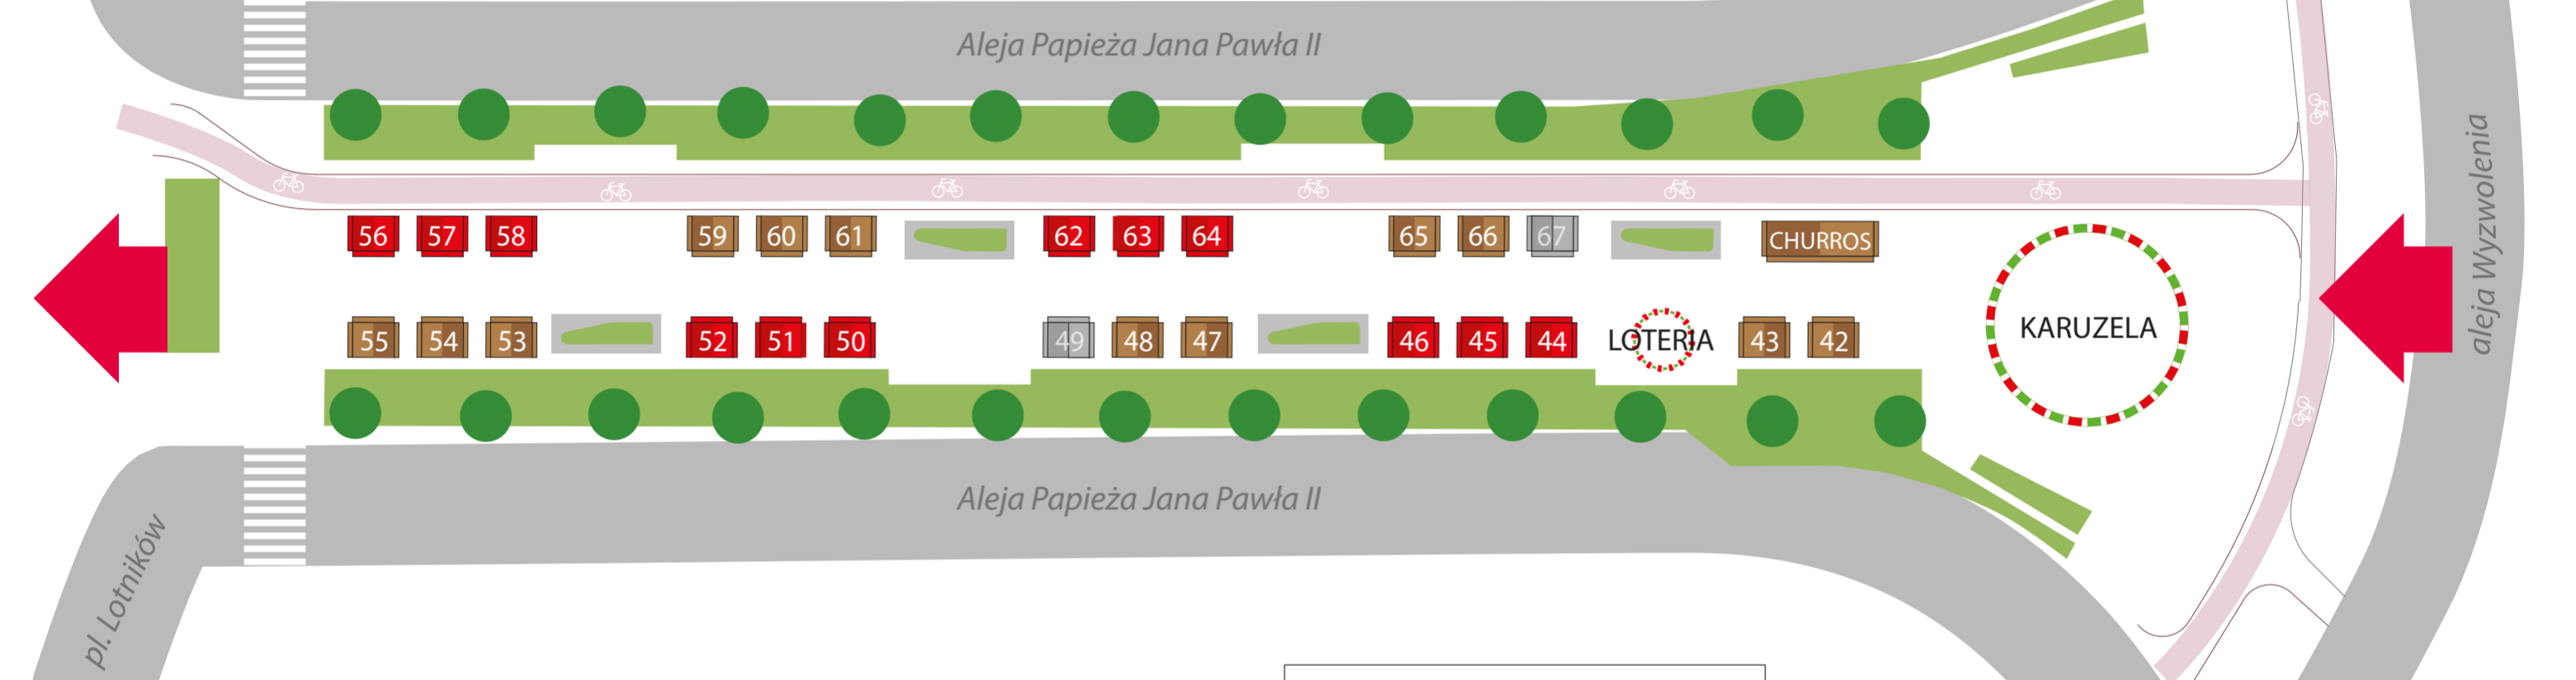 Aleja Papieża Jana Pawła II
aleja Wyzwolenia
56 57 58 59 60 61 62 63 64 65 66 67 CHURROS
KARUZELA
55 54 53 52 51 50 49 48 47 46 45 44 LOTERIA 43 42
Aleja Papieża Jana Pawła II
pl. Lotników